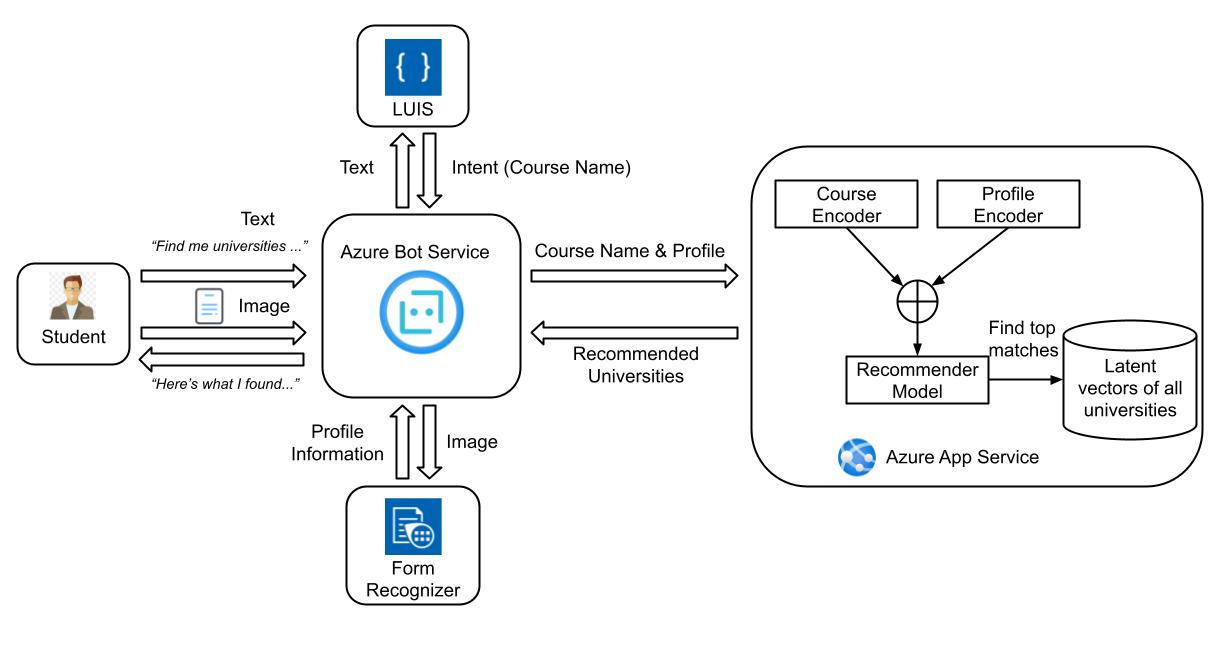 { }
LUIS
Text
Intent (Course Name)
Text
“Find me universities ...”
Image
Student
“Here’s what I found...”
Azure Bot Service
Course Name & Profile
Recommended
Universities
Profile
Information
Image
Form
Recognizer
Course
Encoder
Profile
Encoder
Find top
matches
Recommender
Model
Latent
vectors of all
universities
Azure App Service